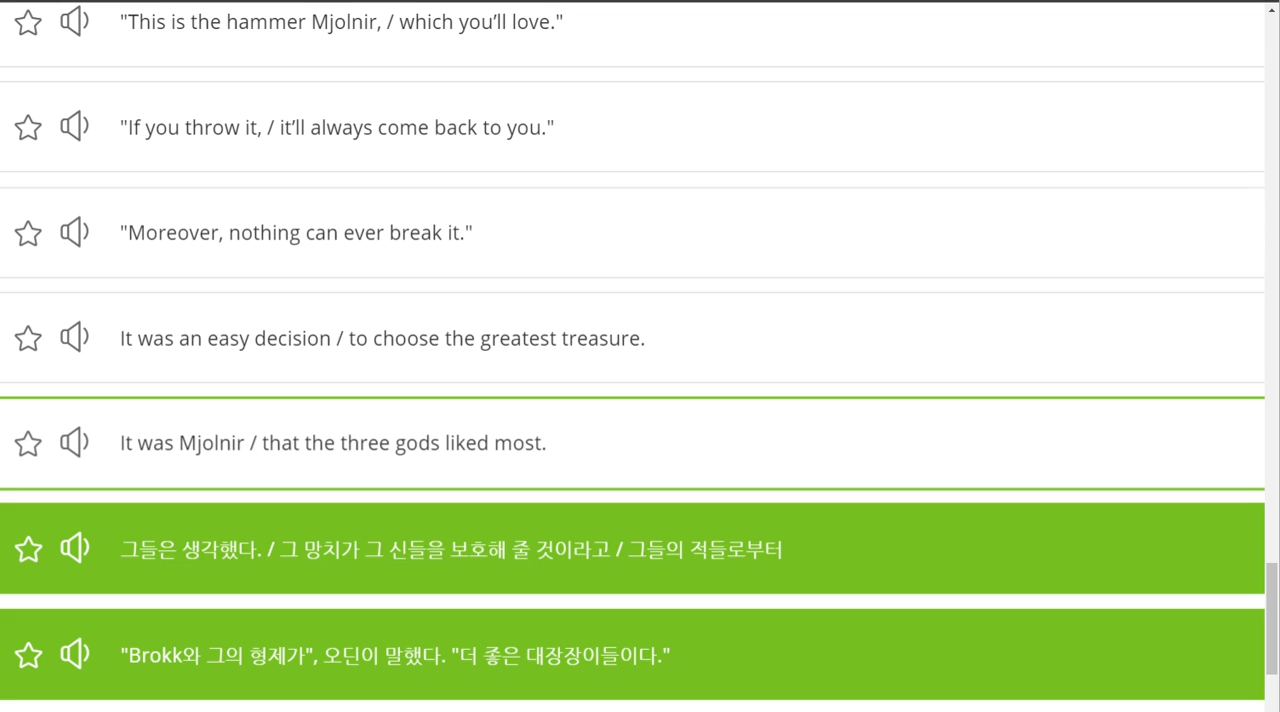 "This is the hammer Mjolnir, / which you’ll love."
"If you throw it, / it’ll always come back to you."
"Moreover, nothing can ever break it."
It was an easy decision / to choose the greatest treasure.
It was Mjolnir / that the three gods liked most.
그들은 생각했다. / 그 망치가 그 신들을 보호해 줄 것이라고 / 그들의 적들로부터
"Brokk와 그의 형제가", 오딘이 말했다. "더 좋은 대장장이들이다."